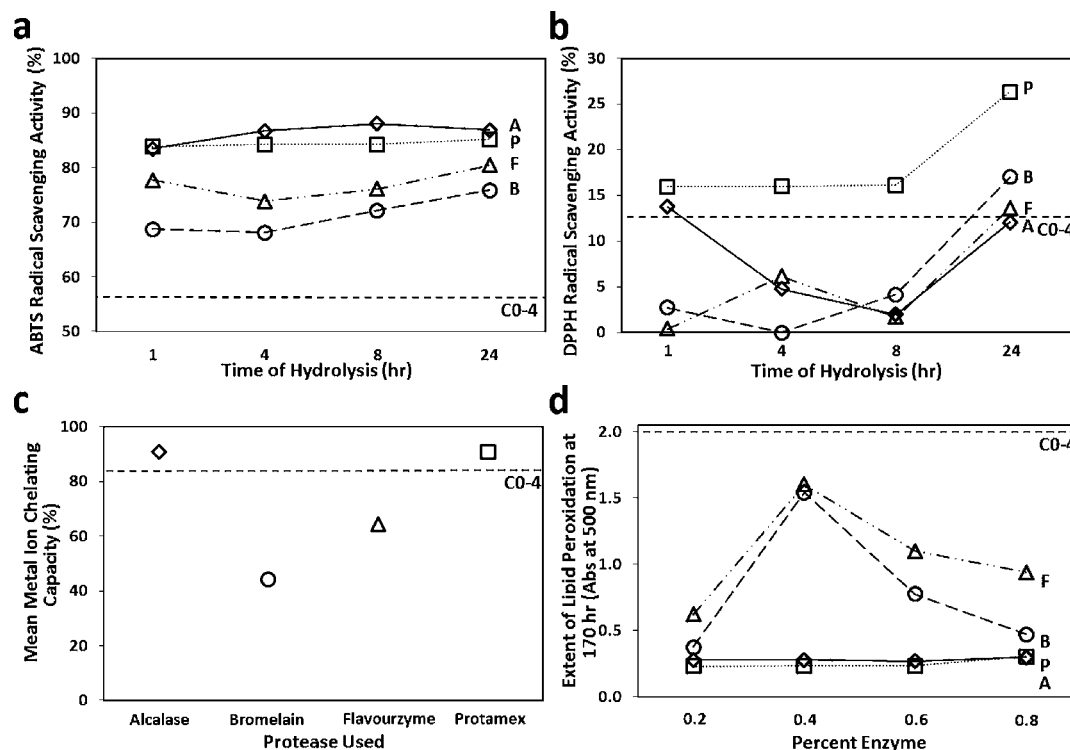 a
ABTS Radical Scavenging Activity (%)
100
90
80
70
60
50
A
P
F
B
C0-4
1 4 8 24
Time of Hydrolysis (hr)
b
DPPH Radical Scavenging Activity (%)
30
25
20
15
10
5
0
P
B
F
C0-4
A
1 4 8 24
Time of Hydrolysis (hr)
c
Mean Metal Ion Chelating
Capacity (%)
100
80
60
40
20
0
C0-4
Alcalase Bromelain Flavourzyme Protamex
Protease Used
d
Extent of Lipid Peroxidation at
170 hr (Abs at 500 nm)
2.0
1.5
1.0
0.5
0.0
C0-4
F
B
P
A
0.2 0.4 0.6 0.8
Percent Enzyme